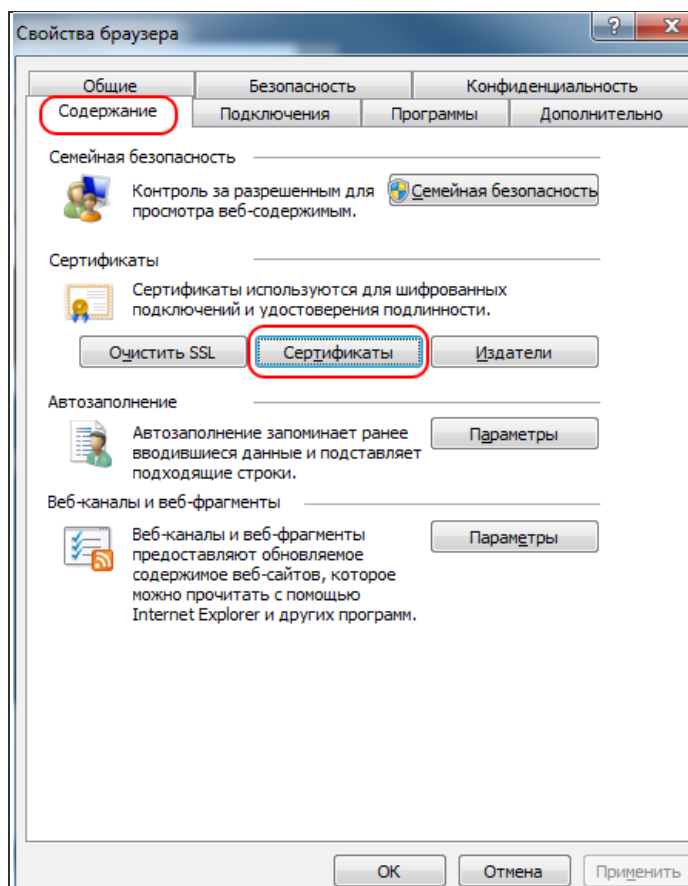 Свойства браузера
?
X
Общие
Безопасность
Конфиденциальность
Содержание
Подключения
Программы
Дополнительно
Семейная безопасность
Контроль за разрешенным для
просмотра веб-содержимым.
Семейная безопасность
Сертификаты
Сертификаты используются для шифрованных
подключений и удостоверения подлинности.
Очистить SSL
Сертификаты
Издатели
Автозаполнение
Автозаполнение запоминает ранее
вводившиеся данные и подставляет
подходящие строки.
Параметры
Веб-каналы и веб-фрагменты
Веб-каналы и веб-фрагменты
предоставляют обновляемое
содержимое веб-сайтов, которое
можно прочитать с помощью
Internet Explorer и других программ.
Параметры
ОК
Отмена
Применить